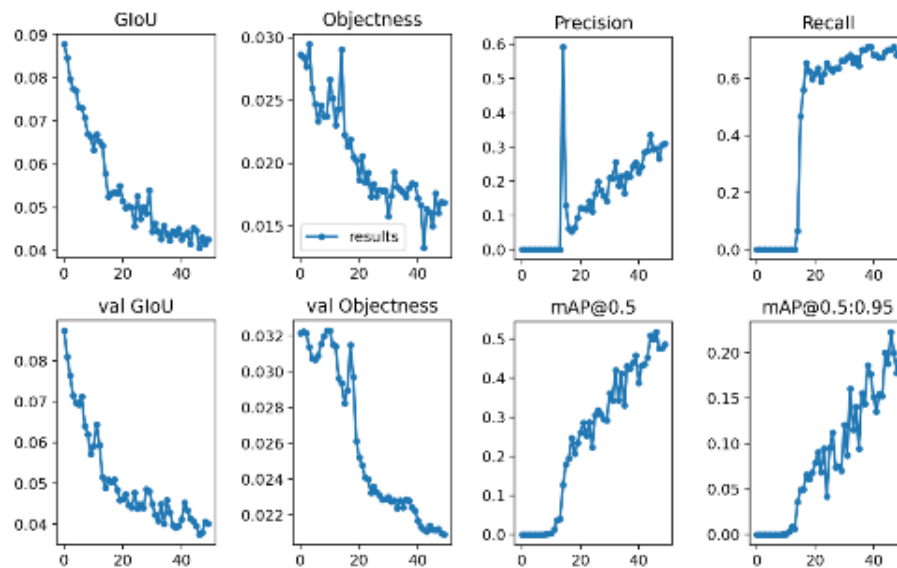 GIoU
Objectness
Precision
Recall
0.09
0.08
0.07
0.06
0.05
0.04
0 20 40
0.030
0.025
0.020
0.015
results
0 20 40
0.6
0.5
0.4
0.3
0.2
0.1
0.0
0 20 40
0.6
0.4
0.2
0.0
0 20 40
val GIoU
val Objectness
mAP@0.5
mAP@0.5:0.95
0.08
0.07
0.06
0.05
0.04
0 20 40
0.032
0.030
0.028
0.026
0.024
0.022
0 20 40
0.5
0.4
0.3
0.2
0.1
0.0
0 20 40
0.20
0.15
0.10
0.05
0.00
0 20 40